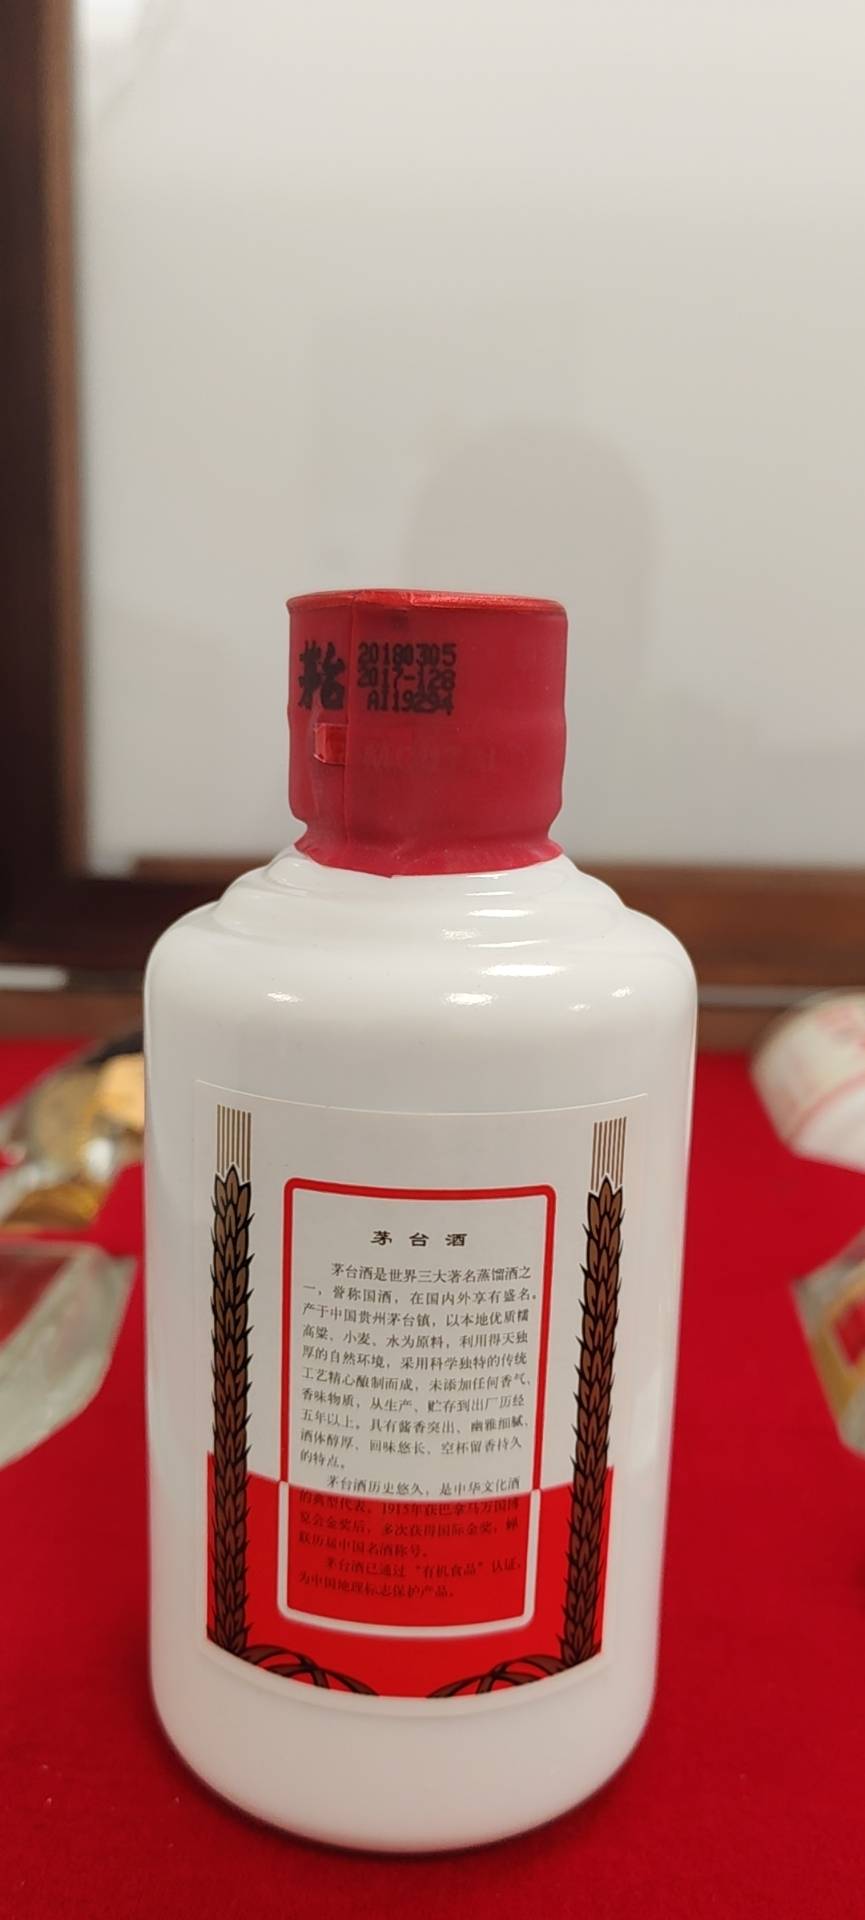 茅台
20180305
2017-128
A119294
茅台酒
茅台酒是世界三大著名蒸馏酒之
一，誉称国酒，在国内外享有盛名。
产于中国贵州茅台镇，以本地优质糯
高粱、小麦、水为原料，利用得天独
厚的自然环境，采用科学独特的传统
工艺精心酿制而成，未添加任何香气、
香味物质，从生产、贮存到出厂历经
五年以上，具有酱香突出、幽雅细腻、
酒体醇厚、回味悠长、空杯留香持久
的特点。
茅台酒历史悠久，是中华文化酒
的典型代表，1915年获巴拿马万国博
览会金奖后，多次获得国际金奖，蝉
联历届中国名酒称号。
茅台酒已通过“有机食品”认证，
为中国地理标志保护产品。